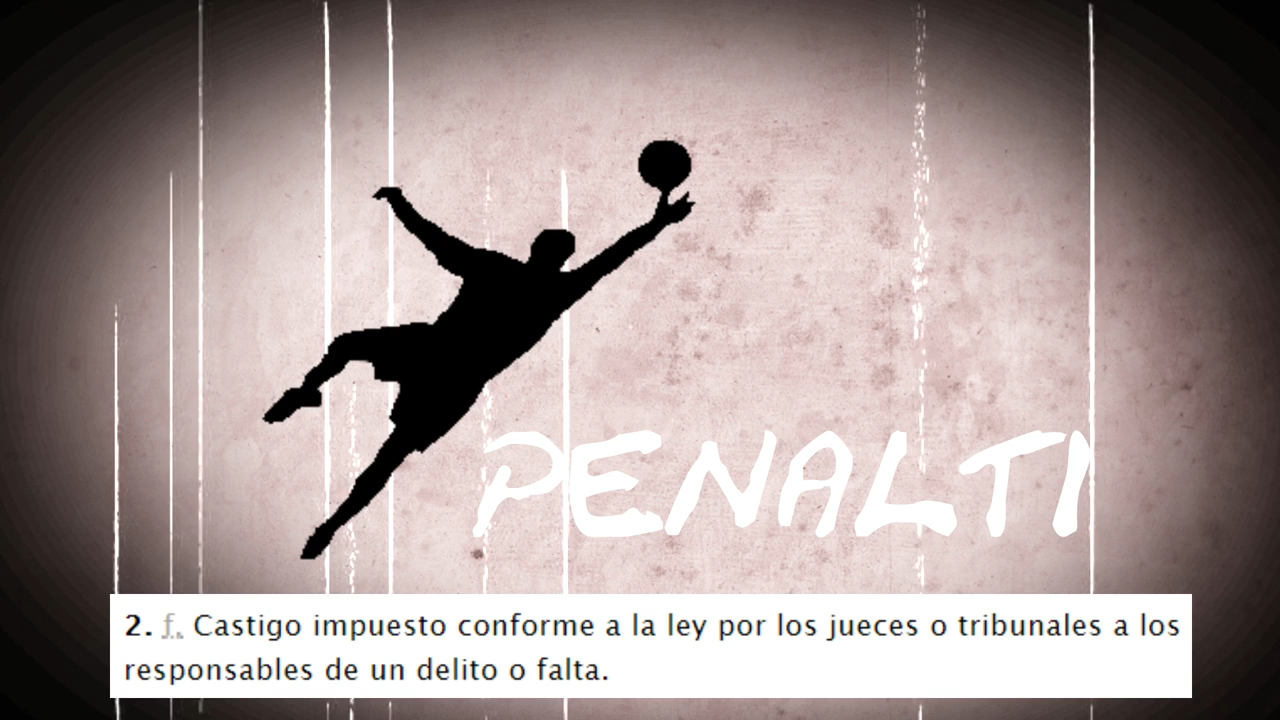 PENALTI
2. f. Castigo impuesto conforme a la ley por los jueces o tribunales a los
responsables de un delito o falta.